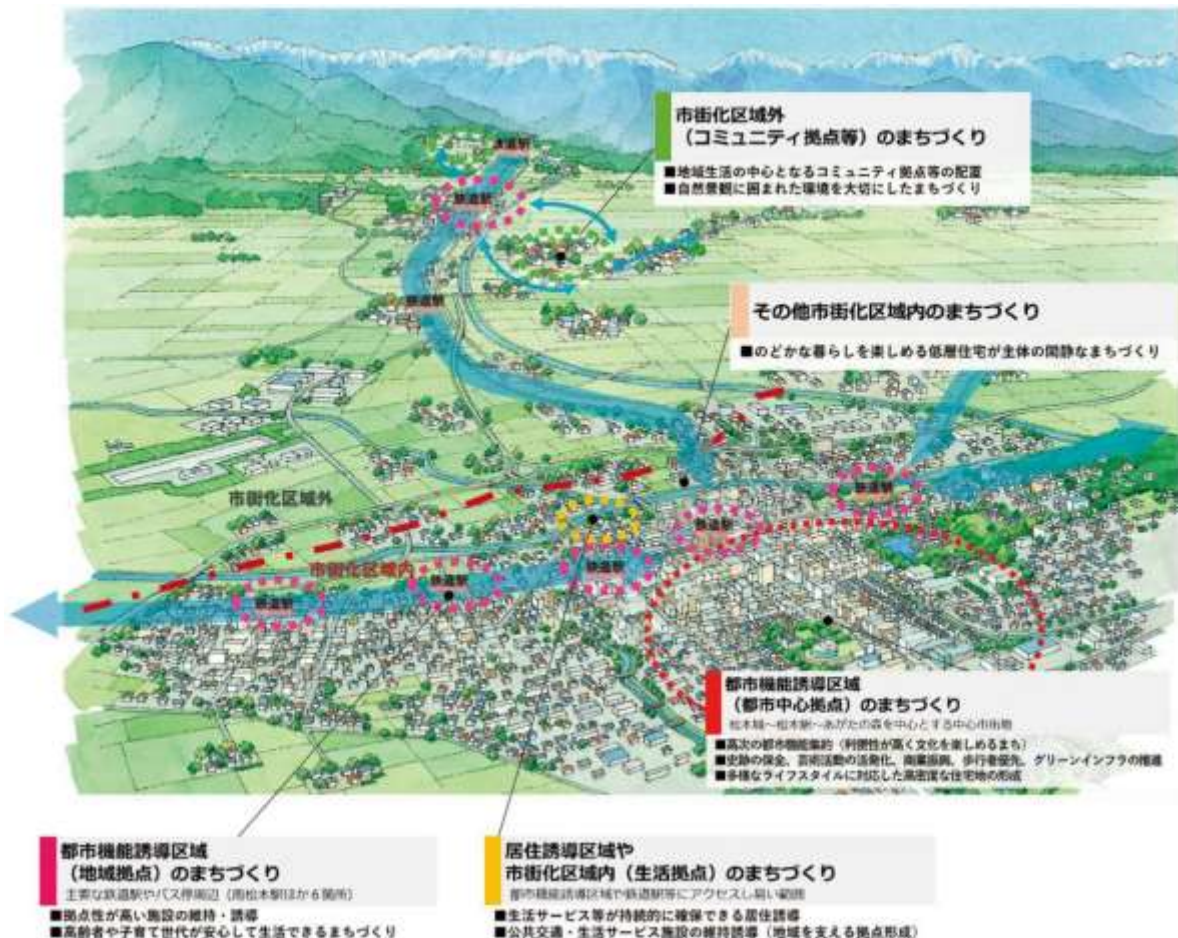 市街化区域外
（コミュニティ拠点等）のまちづくり
■地域生活の中心となるコミュニティ拠点等の配置
■自然景観に囲まれた環境を大切にしたまちづくり
鉄道駅
鉄道駅
鉄道駅
その他市街化区域内のまちづくり
■のどかな暮らしを楽しめる低層住宅が主体の閑静なまちづくり
市街化区域外
市街化区域内
鉄道駅
鉄道駅
鉄道駅
鉄道駅
鉄道駅
都市機能誘導区域
（都市中心拠点）のまちづくり
松本城～松本駅～あがたの森を中心とする中心市街地
■高次の都市機能集約（利便性が高く文化を楽しめるまち）
■史跡の保全、芸術活動の活発化、商業振興、歩行者優先、グリーンインフラの推進
■多様なライフスタイルに対応した高密度な住宅地の形成
都市機能誘導区域
（地域拠点）のまちづくり
主要な鉄道駅やバス停周辺（南松本駅ほか６箇所）
■拠点性が高い施設の維持・誘導
■高齢者や子育て世代が安心して生活できるまちづくり
居住誘導区域や
市街化区域内（生活拠点）のまちづくり
都市機能誘導区域や鉄道駅等にアクセスし易い範囲
■生活サービス等が持続的に確保できる居住誘導
■公共交通・生活サービス施設の維持誘導（地域を支える拠点形成）